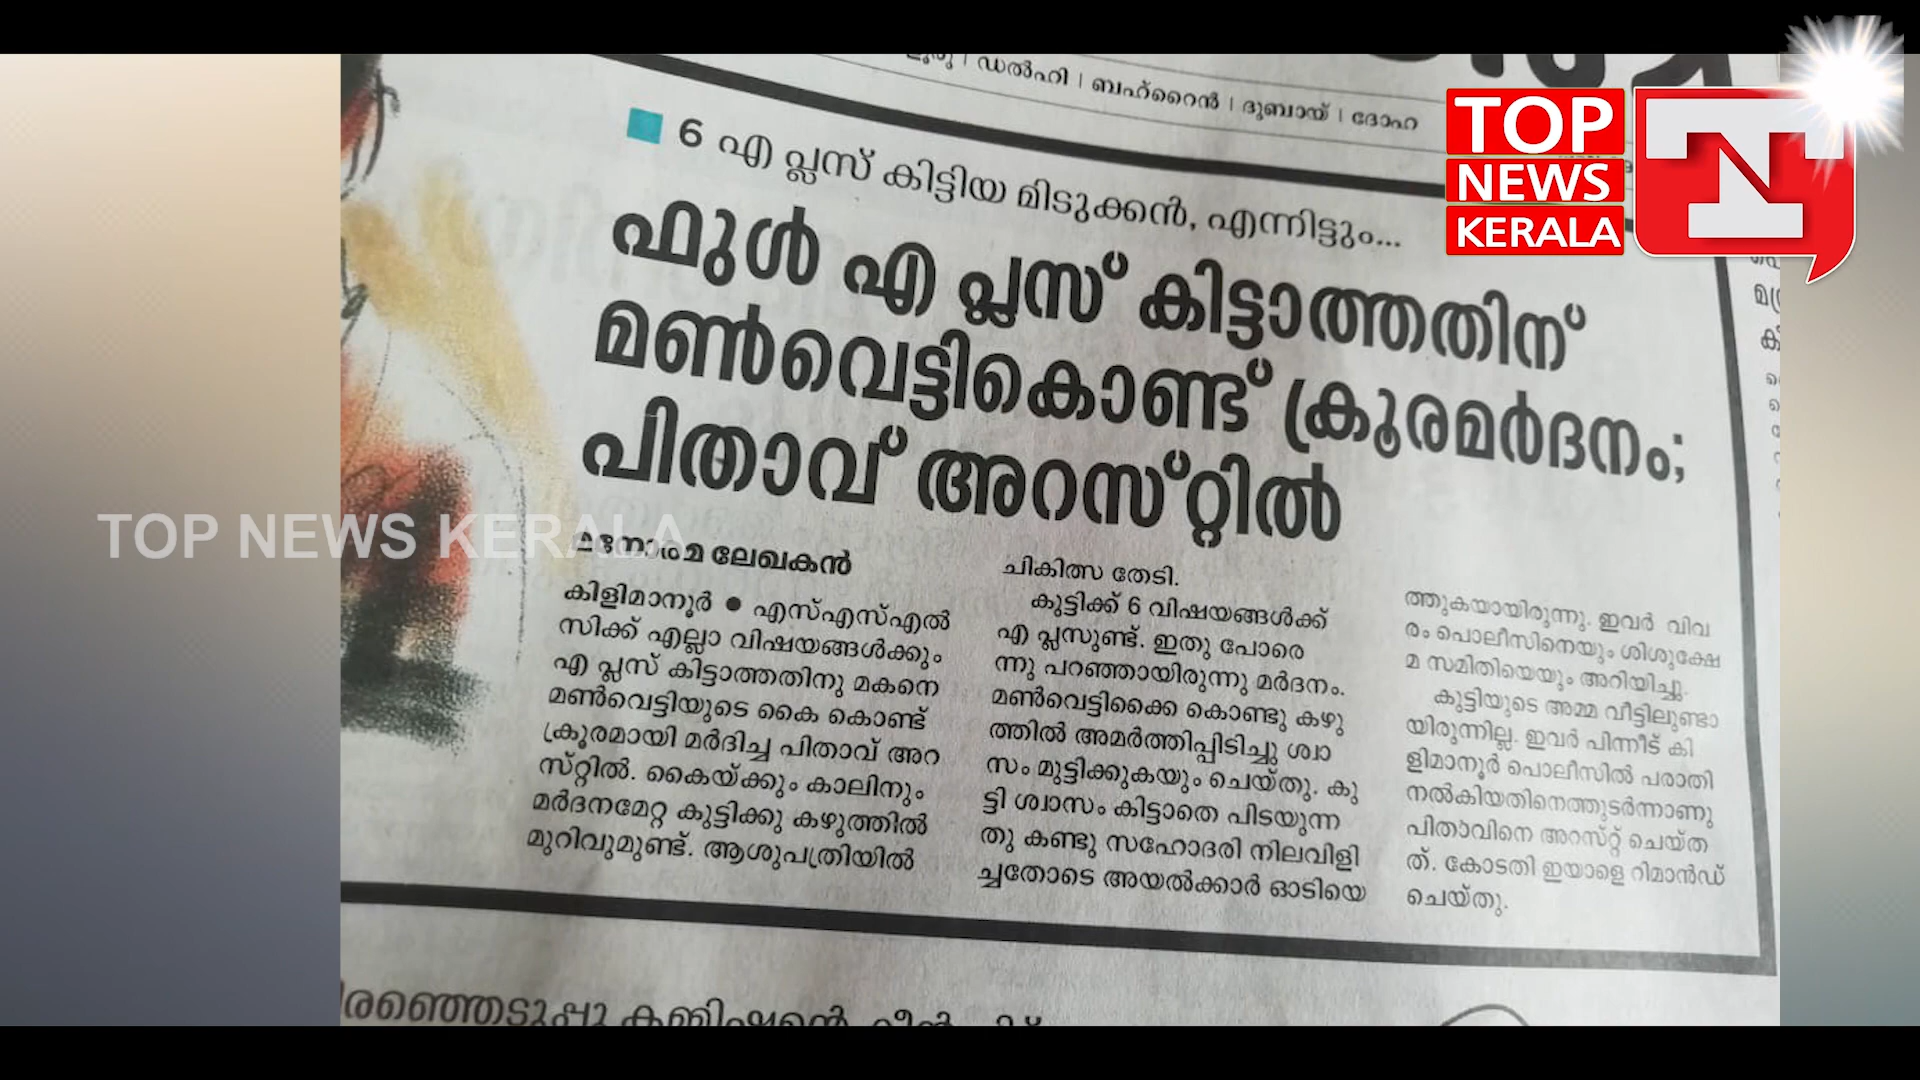 ഡൽഹി | ബഹ്റൈൻ | ദുബായ് | ദോഹ
6 എ പ്ലസ് കിട്ടിയ മിടുക്കൻ, എന്നിട്ടും...
ഫുൾ എ പ്ലസ് കിട്ടാത്തതിന്
മൺവെട്ടികൊണ്ട് ക്രൂരമർദനം;
പിതാവ് അറസ്റ്റിൽ
മനോരമ ലേഖകൻ
കിളിമാനൂർ ● എസ്എസ്എൽ
സിക്ക് എല്ലാ വിഷയങ്ങൾക്കും
എ പ്ലസ് കിട്ടാത്തതിനു മകനെ
മൺവെട്ടിയുടെ കൈ കൊണ്ട്
ക്രൂരമായി മർദിച്ച പിതാവ് അറ
സ്റ്റിൽ. കൈയ്ക്കും കാലിനും
മർദനമേറ്റ കുട്ടിക്കു കഴുത്തിൽ
മുറിവുമുണ്ട്. ആശുപത്രിയിൽ
ചികിത്സ തേടി.
കുട്ടിക്ക് 6 വിഷയങ്ങൾക്ക്
എ പ്ലസുണ്ട്. ഇതു പോരെ
ന്നു പറഞ്ഞായിരുന്നു മർദനം.
മൺവെട്ടിക്കൈ കൊണ്ടു കഴു
ത്തിൽ അമർത്തിപ്പിടിച്ചു ശ്വാ
സം മുട്ടിക്കുകയും ചെയ്തു. കു
ട്ടി ശ്വാസം കിട്ടാതെ പിടയുന്ന
തു കണ്ടു സഹോദരി നിലവിളി
ച്ചതോടെ അയൽക്കാർ ഓടിയെ
ത്തുകയായിരുന്നു. ഇവർ വിവ
രം പൊലീസിനെയും ശിശുക്ഷേ
മ സമിതിയെയും അറിയിച്ചു.
കുട്ടിയുടെ അമ്മ വീട്ടിലുണ്ടാ
യിരുന്നില്ല. ഇവർ പിന്നീട് കി
ളിമാനൂർ പൊലീസിൽ പരാതി
നൽകിയതിനെത്തുടർന്നാണു
പിതാവിനെ അറസ്റ്റ് ചെയ്ത
ത്. കോടതി ഇയാളെ റിമാൻഡ്
ചെയ്തു.
TOP
NEWS
KERALA
TOP NEWS KERALA